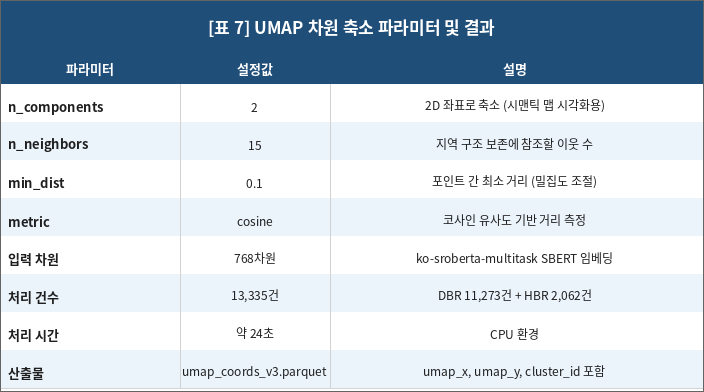 [표 7] UMAP 차원 축소 파라미터 및 결과
파라미터 설정값 설명
n_components 2 2D 좌표로 축소 (시맨틱 맵 시각화용)
n_neighbors 15 지역 구조 보존에 참조할 이웃 수
min_dist 0.1 포인트 간 최소 거리 (밀집도 조절)
metric cosine 코사인 유사도 기반 거리 측정
입력 차원 768차원 ko-sroberta-multitask SBERT 임베딩
처리 건수 13,335건 DBR 11,273건 + HBR 2,062건
처리 시간 약 24초 CPU 환경
산출물 umap_coords_v3.parquet umap_x, umap_y, cluster_id 포함